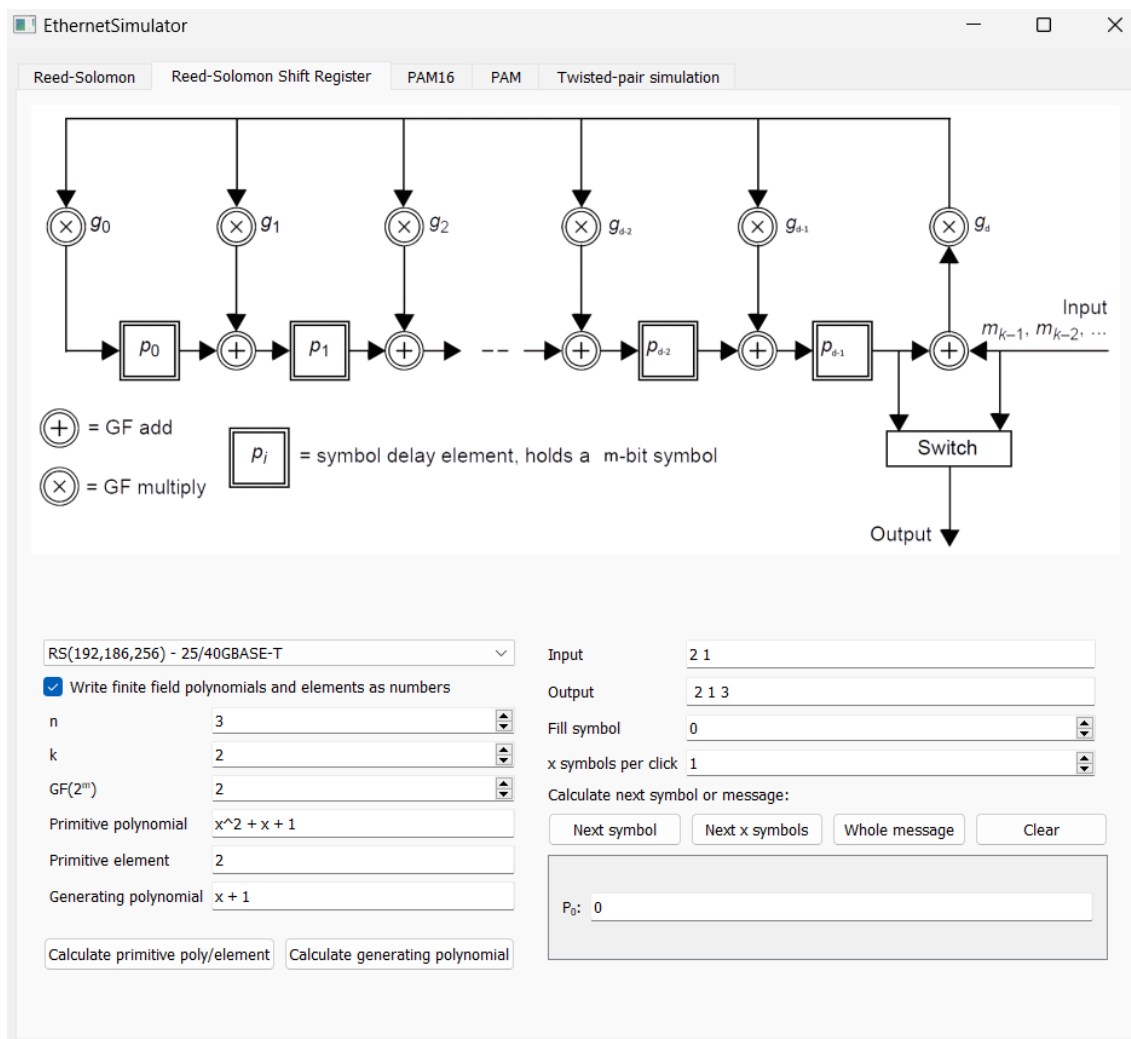 EthernetSimulator
Reed-Solomon Reed-Solomon Shift Register PAM16 PAM Twisted-pair simulation
g0 g1 g2 gd-2 gd-1 gd
Input
mk–1, mk–2, ...
p0 p1 pd-2 pd-1
= GF add
pi = symbol delay element, holds a m-bit symbol
= GF multiply
Switch
Output
RS(192,186,256) - 25/40GBASE-T
Write finite field polynomials and elements as numbers
n 3
k 2
GF(2^m) 2
Primitive polynomial x^2 + x + 1
Primitive element 2
Generating polynomial x + 1
Calculate primitive poly/element Calculate generating polynomial
Input 2 1
Output 2 1 3
Fill symbol 0
x symbols per click 1
Calculate next symbol or message:
Next symbol Next x symbols Whole message Clear
P0: 0